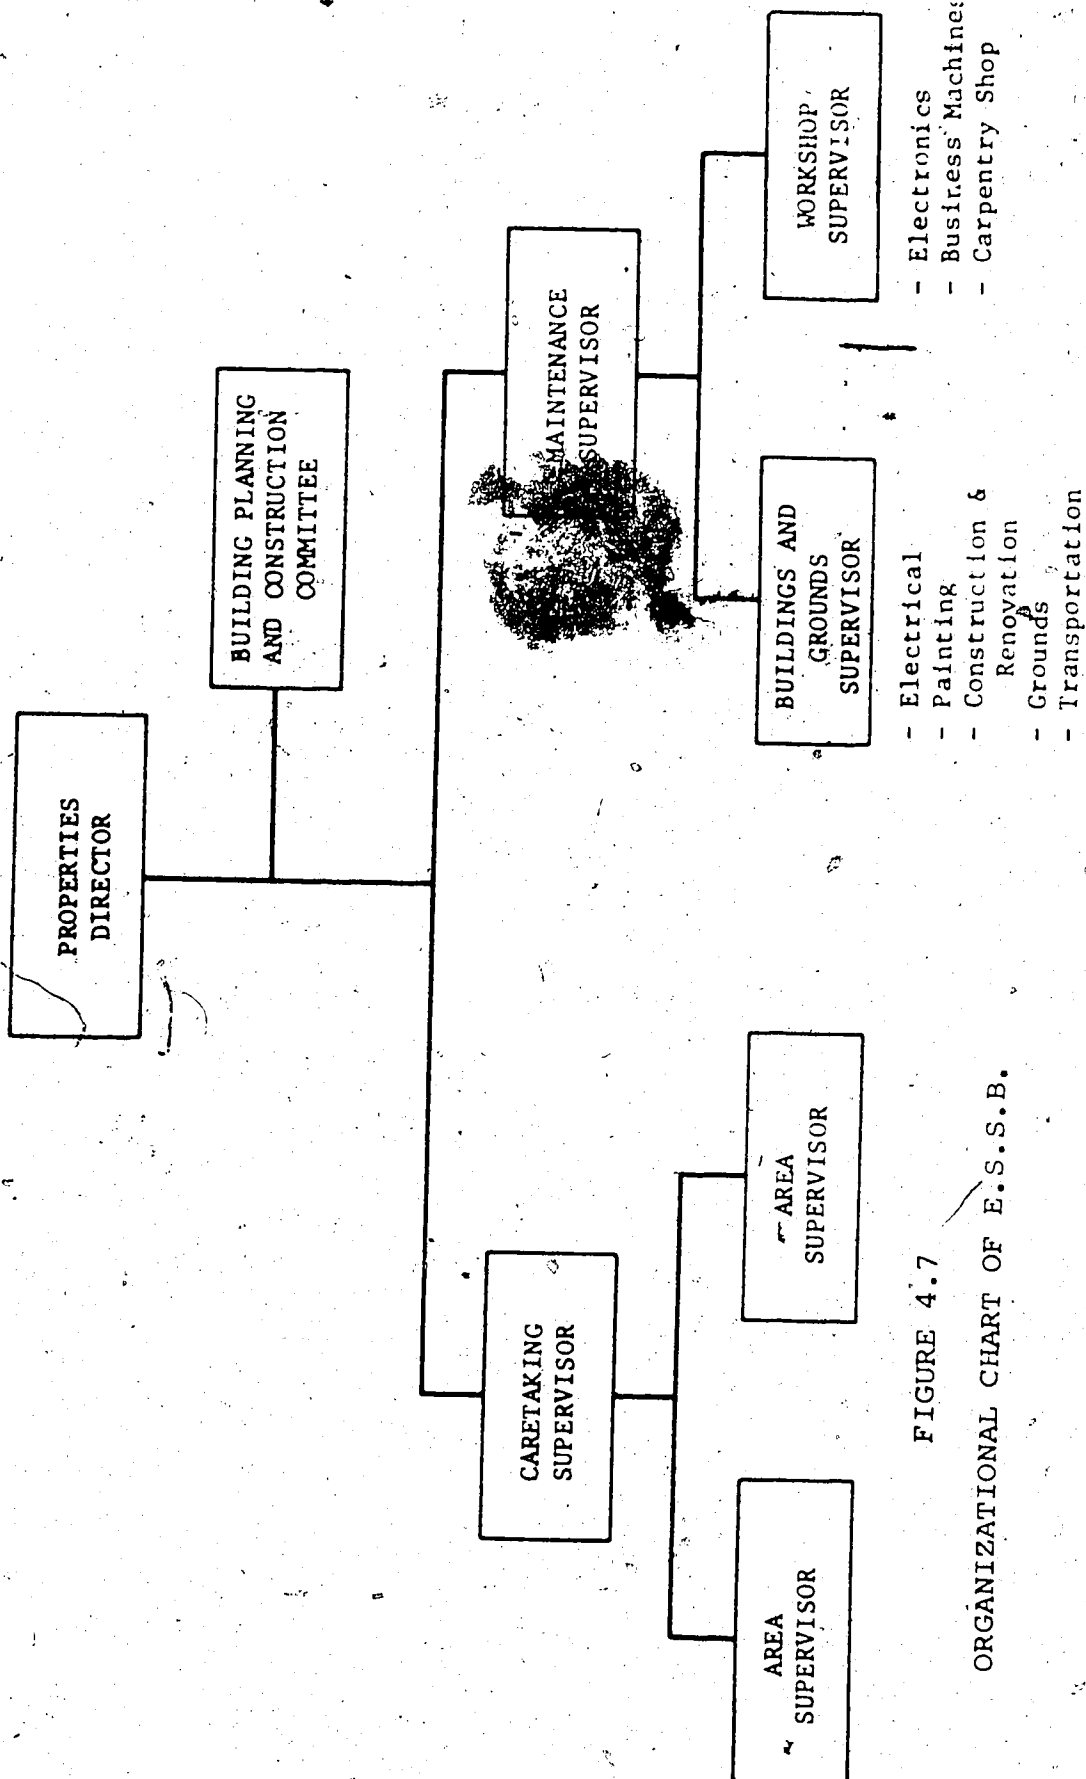 PROPERTIES
DIRECTOR
BUILDING PLANNING
AND CONSTRUCTION
COMMITTEE
CARETAKING
SUPERVISOR
MAINTENANCE
SUPERVISOR
AREA
SUPERVISOR
AREA
SUPERVISOR
BUILDINGS AND
GROUNDS
SUPERVISOR
WORKSHOP
SUPERVISOR
- Electrical
- Painting
- Construction &
Renovation
- Grounds
- Transportation
- Electronics
- Business Machines
- Carpentry Shop
FIGURE 4.7
ORGANIZATIONAL CHART OF E.S.S.B.